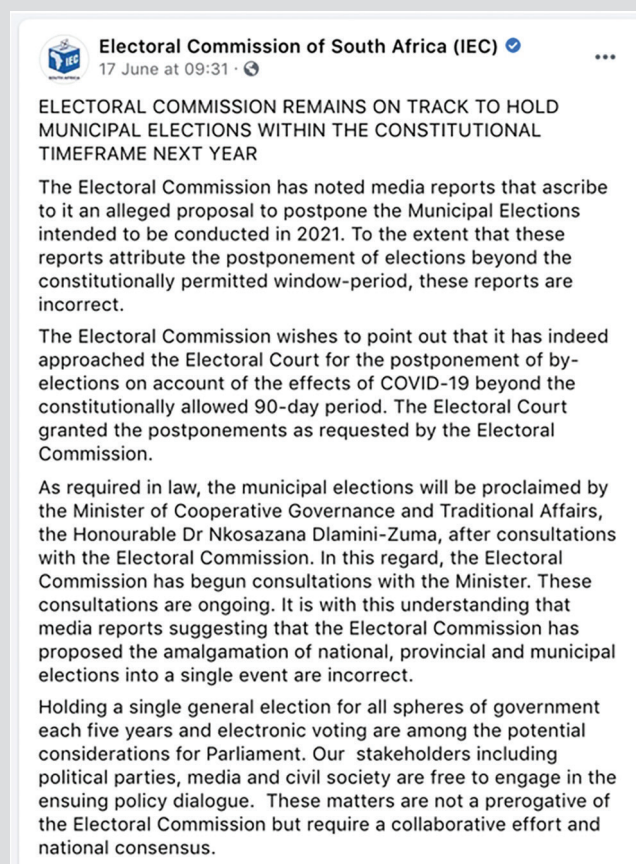 Electoral Commission of South Africa (IEC)
17 June at 09:31 ·
IEC
SOUTH AFRICA
ELECTORAL COMMISSION REMAINS ON TRACK TO HOLD
MUNICIPAL ELECTIONS WITHIN THE CONSTITUTIONAL
TIMEFRAME NEXT YEAR
The Electoral Commission has noted media reports that ascribe
to it an alleged proposal to postpone the Municipal Elections
intended to be conducted in 2021. To the extent that these
reports attribute the postponement of elections beyond the
constitutionally permitted window-period, these reports are
incorrect.
The Electoral Commission wishes to point out that it has indeed
approached the Electoral Court for the postponement of by-
elections on account of the effects of COVID-19 beyond the
constitutionally allowed 90-day period. The Electoral Court
granted the postponements as requested by the Electoral
Commission.
As required in law, the municipal elections will be proclaimed by
the Minister of Cooperative Governance and Traditional Affairs,
the Honourable Dr Nkosazana Dlamini-Zuma, after consultations
with the Electoral Commission. In this regard, the Electoral
Commission has begun consultations with the Minister. These
consultations are ongoing. It is with this understanding that
media reports suggesting that the Electoral Commission has
proposed the amalgamation of national, provincial and municipal
elections into a single event are incorrect.
Holding a single general election for all spheres of government
each five years and electronic voting are among the potential
considerations for Parliament. Our  stakeholders including
political parties, media and civil society are free to engage in the
ensuing policy dialogue.  These matters are not a prerogative of
the Electoral Commission but require a collaborative effort and
national consensus.